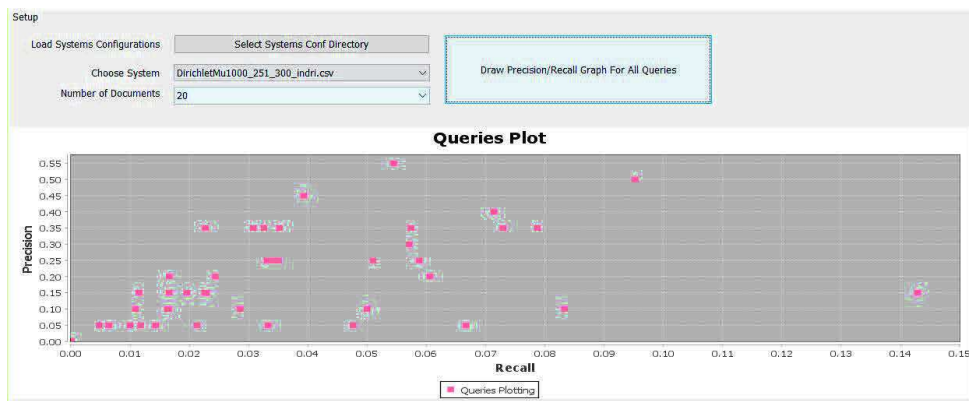 Setup
Load Systems Configurations
Select Systems Conf Directory
Choose System
DirichletMu1000_251_300_indri.csv
Number of Documents
20
Draw Precision/Recall Graph For All Queries
Queries Plot
Precision
0.55
0.50
0.45
0.40
0.35
0.30
0.25
0.20
0.15
0.10
0.05
0.00
0.00 0.01 0.02 0.03 0.04 0.05 0.06 0.07 0.08 0.09 0.10 0.11 0.12 0.13 0.14 0.15
Recall
Queries Plotting